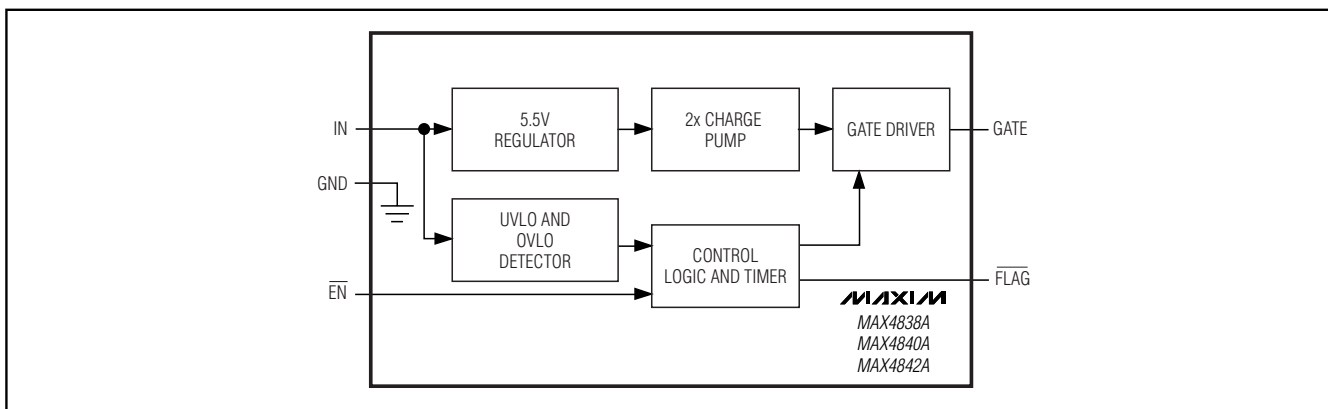 IN
GND
EN
5.5V
REGULATOR
2x CHARGE
PUMP
GATE DRIVER
GATE
UVLO AND
OVLO
DETECTOR
CONTROL
LOGIC AND TIMER
FLAG
MAXIM
MAX4838A
MAX4840A
MAX4842A